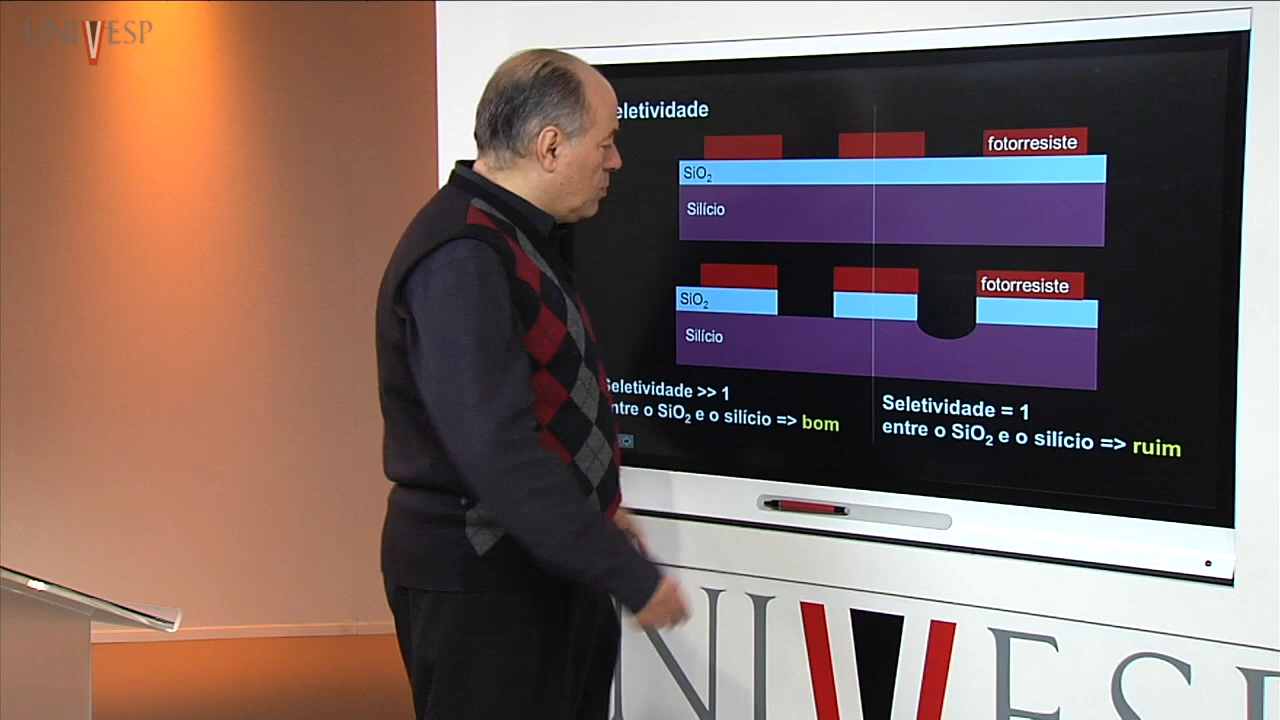 UNIVESP
eletividade
fotorresiste
SiO₂
Silício
fotorresiste
SiO₂
Silício
Seletividade >> 1
ntre o SiO₂ e o silício => bom
Seletividade = 1
entre o SiO₂ e o silício => ruim
UNIVESP